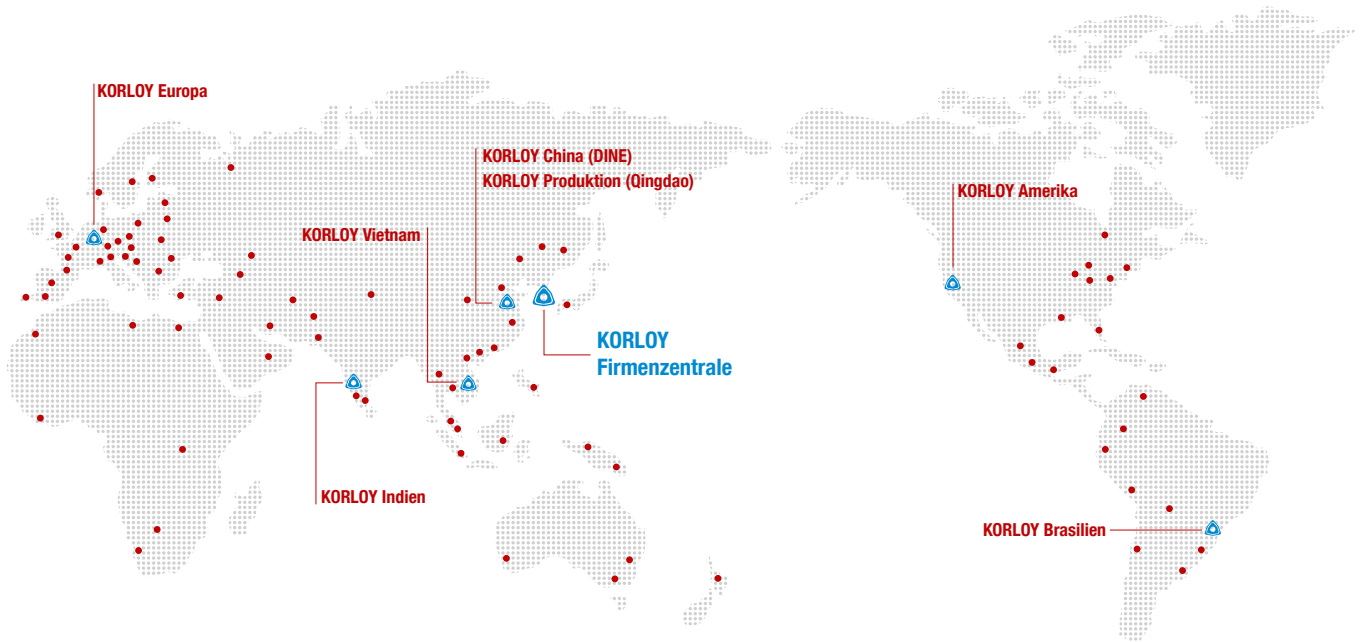 KORLOY Europa
KORLOY China (DINE)
KORLOY Produktion (Qingdao)
KORLOY Amerika
KORLOY Vietnam
KORLOY
Firmenzentrale
KORLOY Indien
KORLOY Brasilien